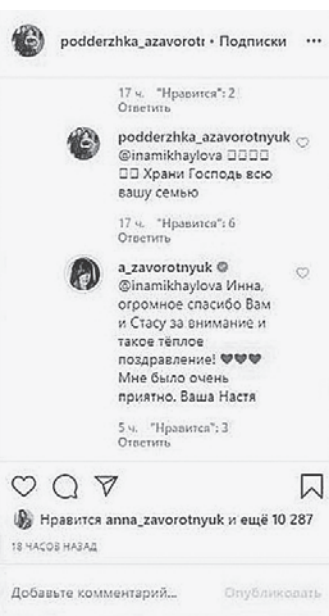 podderzhka_azavorotr • Подписки •••
17 ч. "Нравится": 2
Ответить
podderzhka_azavorotnyuk
@inamikhaylova □□□□
□□ Храни Господь всю
вашу семью
17 ч. "Нравится": 6
Ответить
a_zavorotnyuk
@inamikhaylova Инна,
огромное спасибо Вам
и Стасу за внимание и
такое тёплое
поздравление! ♥♥♥
Мне было очень
приятно. Ваша Настя
5 ч. "Нравится": 3
Ответить
Нравится anna_zavorotnyuk и ещё 10 287
18 ЧАСОВ НАЗАД
Добавьте комментарий... Опубликовать